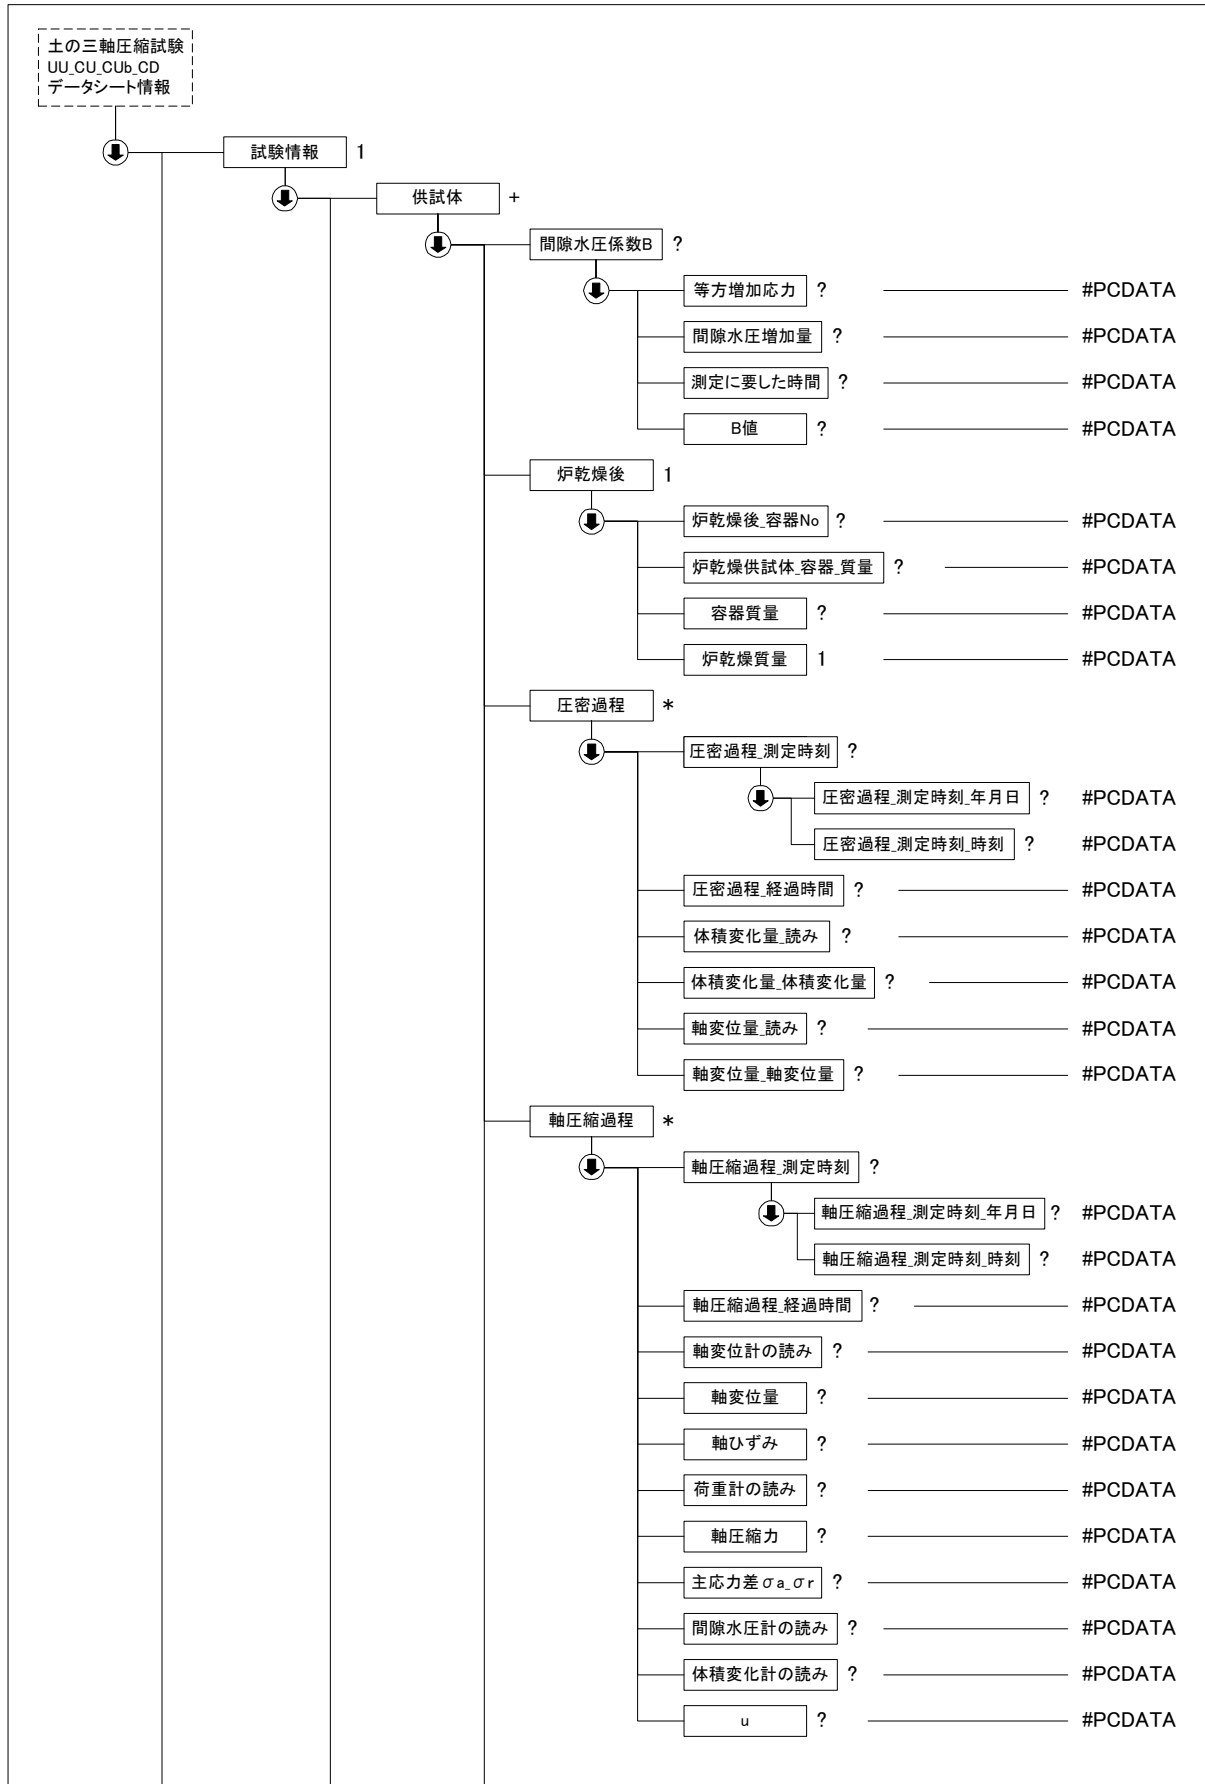 土の三軸圧縮試験
UU_CU_CUb_CD
データシート情報
試験情報 1
供試体 +
間隙水圧係数B ?
等方増加応力 ? #PCDATA
間隙水圧増加量 ? #PCDATA
測定に要した時間 ? #PCDATA
B値 ? #PCDATA
炉乾燥後 1
炉乾燥後_容器No ? #PCDATA
炉乾燥供試体_容器_質量 ? #PCDATA
容器質量 ? #PCDATA
炉乾燥質量 1 #PCDATA
圧密過程 *
圧密過程_測定時刻 ?
圧密過程_測定時刻_年月日 ? #PCDATA
圧密過程_測定時刻_時刻 ? #PCDATA
圧密過程_経過時間 ? #PCDATA
体積変化量_読み ? #PCDATA
体積変化量_体積変化量 ? #PCDATA
軸変位量_読み ? #PCDATA
軸変位量_軸変位量 ? #PCDATA
軸圧縮過程 *
軸圧縮過程_測定時刻 ?
軸圧縮過程_測定時刻_年月日 ? #PCDATA
軸圧縮過程_測定時刻_時刻 ? #PCDATA
軸圧縮過程_経過時間 ? #PCDATA
軸変位計の読み ? #PCDATA
軸変位量 ? #PCDATA
軸ひずみ ? #PCDATA
荷重計の読み ? #PCDATA
軸圧縮力 ? #PCDATA
主応力差σa_σr ? #PCDATA
間隙水圧計の読み ? #PCDATA
体積変化計の読み ? #PCDATA
u ? #PCDATA